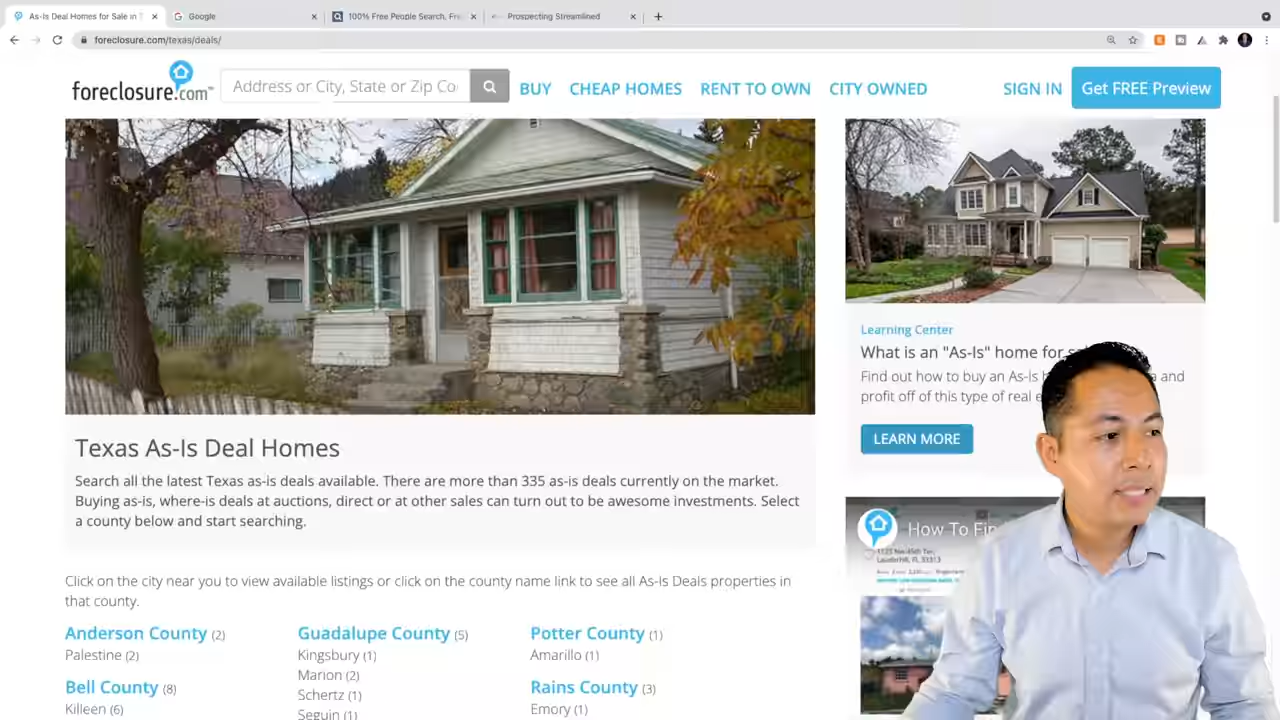 As-Is Deal Homes for Sale in T
Google
100% Free People Search, Fre
Prospecting Streamlined
foreclosure.com/texas/deals/
foreclosure.com
Address or City, State or Zip Co
BUY
CHEAP HOMES
RENT TO OWN
CITY OWNED
SIGN IN
Get FREE Preview
Texas As-Is Deal Homes
Search all the latest Texas as-is deals available. There are more than 335 as-is deals currently on the market.
Buying as-is, where-is deals at auctions, direct or at other sales can turn out to be awesome investments. Select
a county below and start searching.
Learning Center
What is an "As-Is" home for
Find out how to buy an As-is
and
profit off of this type of real
LEARN MORE
How To Fin
Lauderhill, FL 33313
Click on the city near you to view available listings or click on the county name link to see all As-Is Deals properties in
that county.
Anderson County (2)
Palestine (2)
Bell County (8)
Killeen (6)
Guadalupe County (5)
Kingsbury (1)
Marion (2)
Schertz (1)
Seguin (1)
Potter County (1)
Amarillo (1)
Rains County (3)
Emory (1)